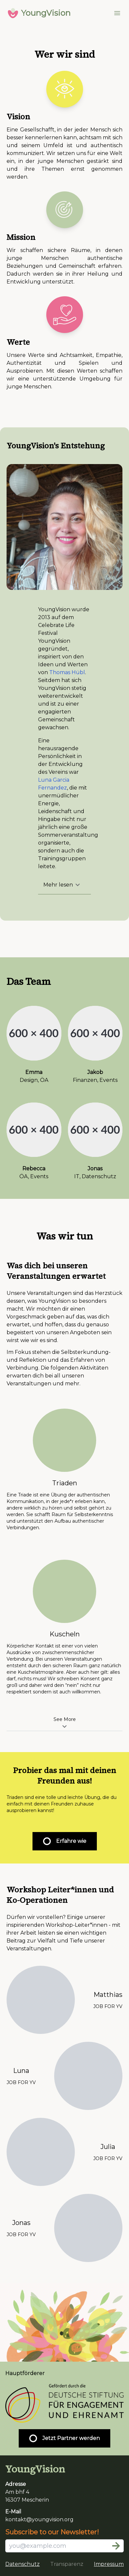 YoungVision
Wer wir sind
Vision
Eine Gesellschafft, in der jeder Mensch sich selbst kennenlernen kann, achtsam mit sich und seinem Umfeld ist und authentisch kommuniziert. Wir setzen uns für eine Welt ein, in der junge Menschen gestärkt sind und ihre Themen ernst genommen werden.
Mission
Wir schaffen sichere Räume, in denen junge Menschen authentische Beziehungen und Gemeinschaft erfahren. Dadurch werden sie in ihrer Heilung und Entwicklung unterstützt.
Werte
Unsere Werte sind Achtsamkeit, Empathie, Authentizität und Spielen und Ausprobieren. Mit diesen Werten schaffen wir eine unterstützende Umgebung für junge Menschen.
YoungVision's Entstehung
YoungVision wurde
2013 auf dem
Celebrate Life
Festival
YoungVision
gegründet,
inspiriert von den
Ideen und Werten
von Thomas Hübl.
Seitdem hat sich
YoungVision stetig
weiterentwickelt
und ist zu einer
engagierten
Gemeinschaft
gewachsen.
Eine
herausragende
Persönlichkeit in
der Entwicklung
des Vereins war
Luna Garcia
Fernandez, die mit
unermüdlicher
Energie,
Leidenschaft und
Hingabe nicht nur
jährlich eine große
Sommerveranstaltung
organisierte,
sondern auch die
Trainingsgruppen
leitete.
Mehr lesen
Das Team
600 × 400
600 × 400
Emma
Design, OA
Jakob
Finanzen, Events
600 × 400
600 × 400
Rebecca
OA, Events
Jonas
IT, Datenschutz
Was wir tun
Was dich bei unseren
Veranstaltungen erwartet
Unsere Veranstaltungen sind das Herzstück dessen, was YoungVision so besonders macht. Wir möchten dir einen Vorgeschmack geben auf das, was dich erwartet, und hoffen, dass du genauso begeistert von unseren Angeboten sein wirst, wie wir es sind.
Im Fokus stehen die Selbsterkundung- und Reflektion und das Erfahren von Verbindung. Die folgenden Aktivitäten erwarten dich bei all unseren Veranstaltungen und mehr.
Triaden
Eine Triade ist eine Übung der authentischen Kommunikation, in der jede*r erleben kann, andere wirklich zu hören und selbst gehört zu werden. Sie schafft Raum für Selbsterkenntnis und unterstützt den Aufbau authentischer Verbindungen.
Kuscheln
Körperlicher Kontakt ist einer von vielen Ausdrucks von zwischenmenschlicher Verbindung. Bei unseren Veranstaltungen entsteht durch den sicheren Raum ganz natürlich eine Kuschelatmosphäre. Aber auch hier gilt: alles darf, nichts muss! Wir schreiben Konsent ganz groß und daher wird dein "nein" nicht nur respektiert sondern ist auch willkommen.
See More
Probier das mal mit deinen
Freunden aus!
Triaden sind eine tolle und leichte Übung, die du einfach mit deinen Freunden zuhause ausprobieren kannst!
Erfahre wie
Workshop Leiter*innen und
Ko-Operationen
Dürfen wir vorstellen? Einige unserer inspirierenden Workshop-Leiter*innen - mit ihrer Arbeit leisten sie einen wichtigen Beitrag zur Vielfalt und Tiefe unserer Veranstaltungen.
Matthias
JOB FOR YV
Luna
JOB FOR YV
Julia
JOB FOR YV
Jonas
JOB FOR YV
Hauptförderer
Gefördert durch die
DEUTSCHE STIFTUNG
FÜR ENGAGEMENT
UND EHRENAMT
Jetzt Partner werden
YoungVision
Adresse
Am bhf 4
16307 Mescherin
E-Mail
kontakt@youngvision.org
Subscribe to our Newsletter!
you@example.com
Datenschutz Transparenz Impressum